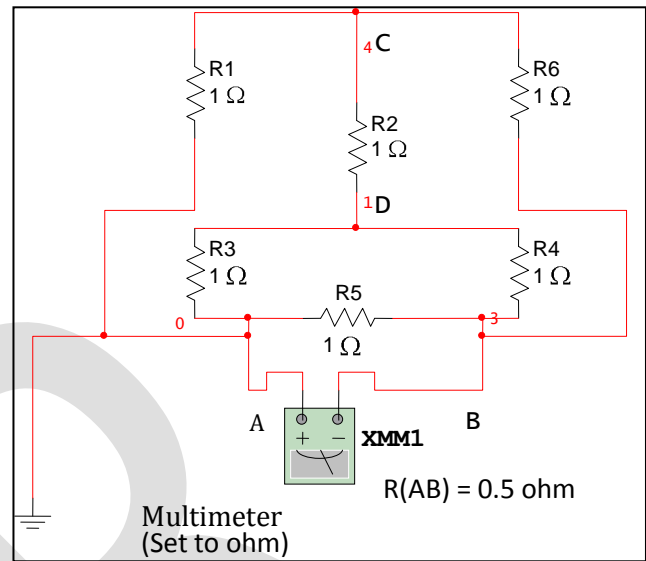 4 C
R1
1 Ω
R6
1 Ω
R2
1 Ω
1 D
R3
1 Ω
R4
1 Ω
R5
1 Ω
0
3
A
B
+ −
XMM1
R(AB) = 0.5 ohm
Multimeter
(Set to ohm)